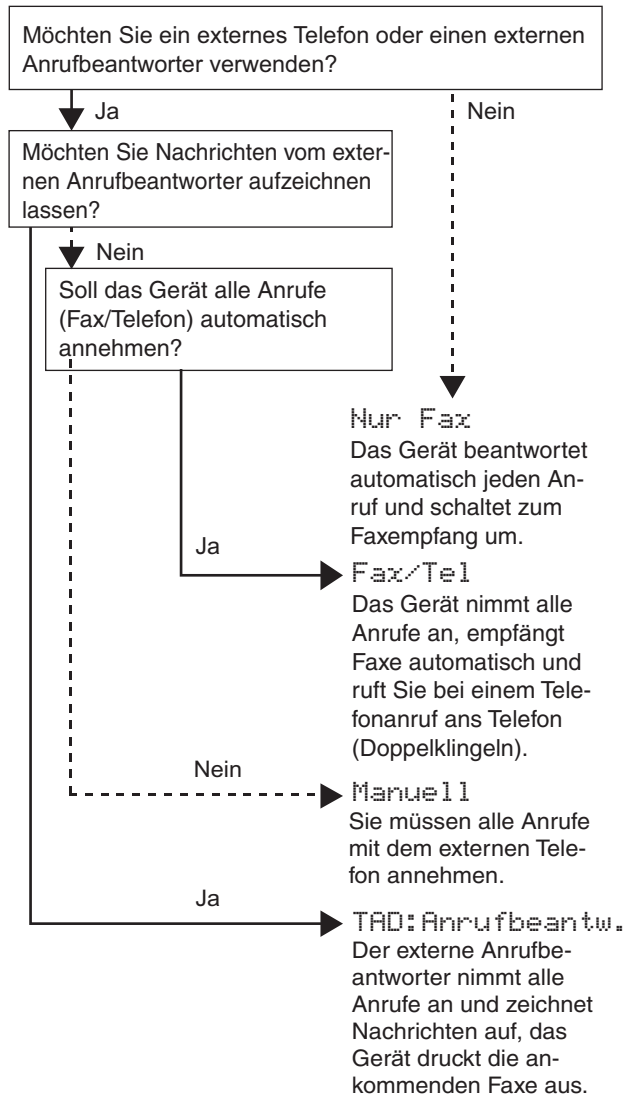 Möchten Sie ein externes Telefon oder einen externen
Anrufbeantworter verwenden?
Ja
Nein
Möchten Sie Nachrichten vom exter-
nen Anrufbeantworter aufzeichnen
lassen?
Nein
Soll das Gerät alle Anrufe
(Fax/Telefon) automatisch
annehmen?
Nur Fax
Das Gerät beantwortet
automatisch jeden An-
ruf und schaltet zum
Faxempfang um.
Ja
Fax/Tel
Das Gerät nimmt alle
Anrufe an, empfängt
Faxe automatisch und
ruft Sie bei einem Tele-
fonanruf ans Telefon
(Doppelklingeln).
Nein
Manuell
Sie müssen alle Anrufe
mit dem externen Tele-
fon annehmen.
Ja
TAD:Anrufbeantw.
Der externe Anrufbe-
antworter nimmt alle
Anrufe an und zeichnet
Nachrichten auf, das
Gerät druckt die an-
kommenden Faxe aus.